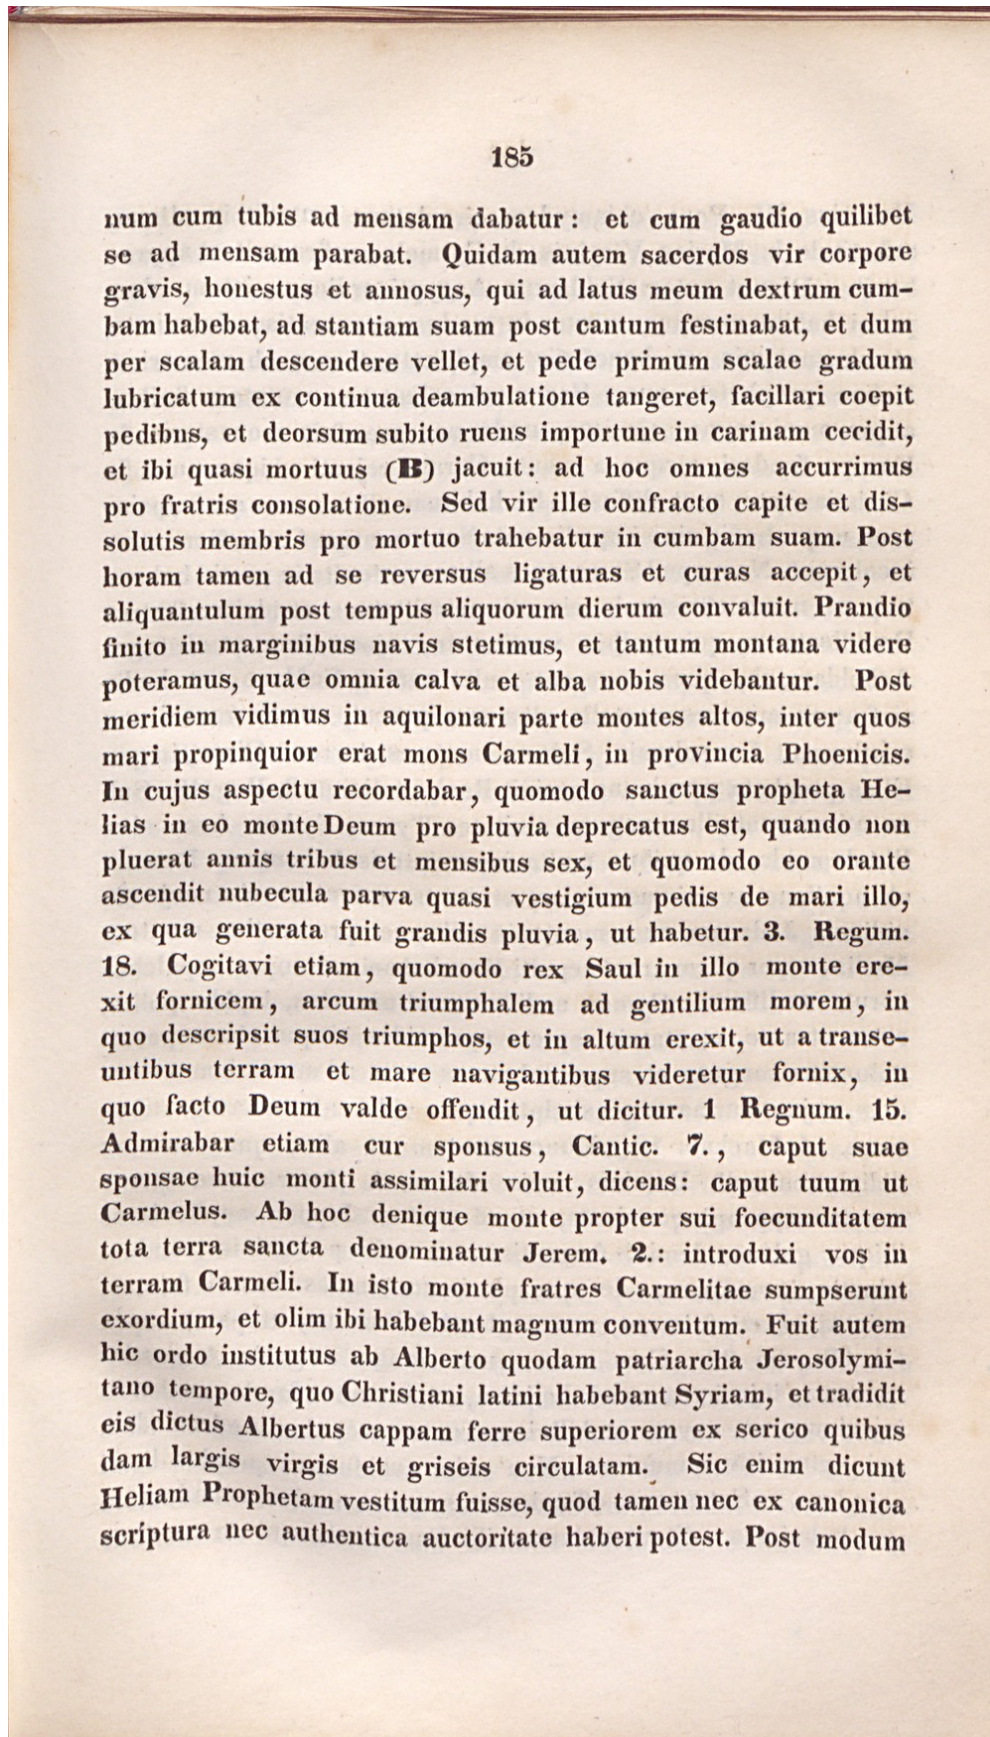 185
num cum tubis ad mensam dabatur: et cum gaudio quilibet
se ad mensam parabat. Quidam autem sacerdos vir corpore
gravis, honestus et annosus, qui ad latus meum dextrum cum-
bam habebat, ad stantiam suam post cantum festinabat, et dum
per scalam descendere vellet, et pede primum scalae gradum
lubricatum ex continua deambulatione tangeret, facillari coepit
pedibus, et deorsum subito ruens importune in carinam cecidit,
et ibi quasi mortuus (B) jacuit: ad hoc omnes accurrimus
pro fratris consolatione. Sed vir ille confracto capite et dis-
solutis membris pro mortuo trahebatur in cumbam suam. Post
horam tamen ad se reversus ligaturas et curas accepit, et
aliquantulum post tempus aliquorum dierum convaluit. Prandio
finito in marginibus navis stetimus, et tantum montana videre
poteramus, quae omnia calva et alba nobis videbantur. Post
meridiem vidimus in aquilonari parte montes altos, inter quos
mari propinquior erat mons Carmeli, in provincia Phoenicis.
In cujus aspectu recordabar, quomodo sanctus propheta He-
lias in eo monte Deum pro pluvia deprecatus est, quando non
pluerat annis tribus et mensibus sex, et quomodo eo orante
ascendit nubecula parva quasi vestigium pedis de mari illo,
ex qua generata fuit grandis pluvia, ut habetur. 3. Regum.
18. Cogitavi etiam, quomodo rex Saul in illo monte ere-
xit fornicem, arcum triumphalem ad gentilium morem, in
quo descripsit suos triumphos, et in altum erexit, ut a transe-
untibus terram et mare navigantibus videretur fornix, in
quo facto Deum valde offendit, ut dicitur. 1 Regnum. 15.
Admirabar etiam cur sponsus, Cantic. 7., caput suae
sponsae huic monti assimilari voluit, dicens: caput tuum ut
Carmelus. Ab hoc denique monte propter sui foecunditatem
tota terra sancta denominatur Jerem. 2.: introduxi vos in
terram Carmeli. In isto monte fratres Carmelitae sumpserunt
exordium, et olim ibi habebant magnum conventum. Fuit autem
hic ordo institutus ab Alberto quodam patriarcha Jerosolymi-
tano tempore, quo Christiani latini habebant Syriam, et tradidit
eis dictus Albertus cappam ferre superiorem ex serico quibus
dam largis virgis et griseis circulatam. Sic enim dicunt
Heliam Prophetam vestitum fuisse, quod tamen nec ex canonica
scriptura nec authentica auctoritate haberi potest. Post modum